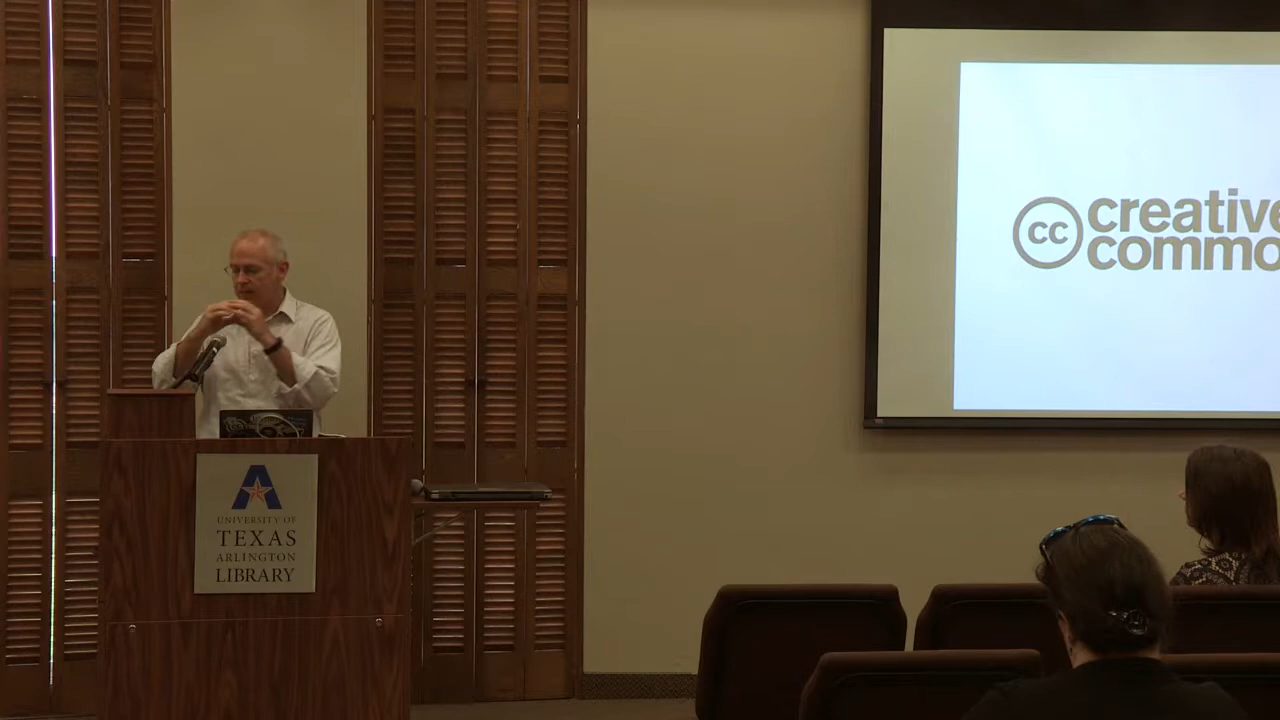 creative
commo
cc
UNIVERSITY OF
TEXAS
ARLINGTON
LIBRARY